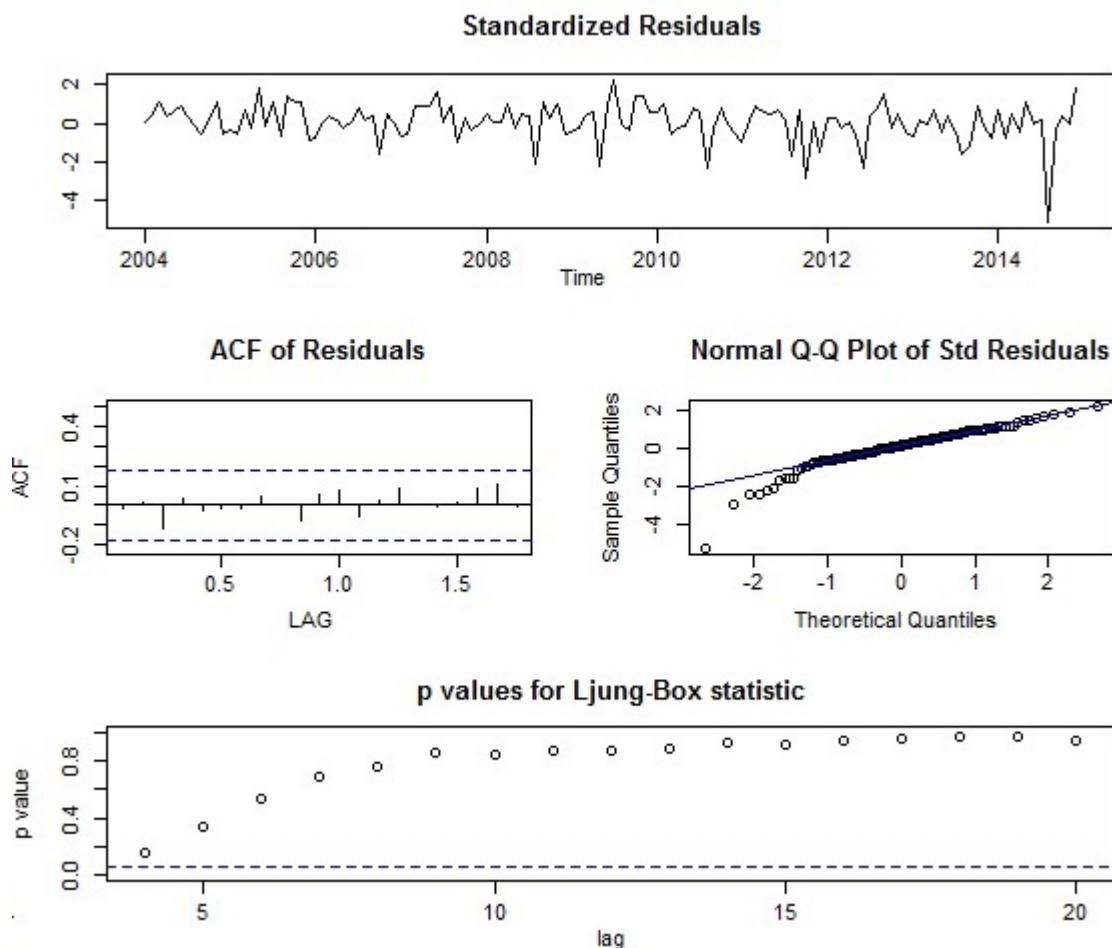 Standardized Residuals
2
0
-2
-4
2004 2006 2008 2010 2012 2014
Time
ACF of Residuals
ACF
0.4
0.1
-0.2
0.5 1.0 1.5
LAG
Normal Q-Q Plot of Std Residuals
Sample Quantiles
2
0
-2
-4
-2 -1 0 1 2
Theoretical Quantiles
p values for Ljung-Box statistic
p value
0.8
0.4
0.0
5 10 15 20
lag